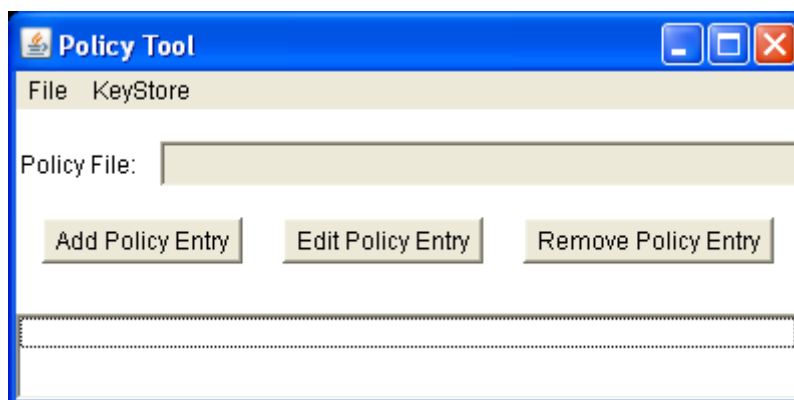 Policy Tool
File KeyStore
Policy File:
Add Policy Entry Edit Policy Entry Remove Policy Entry